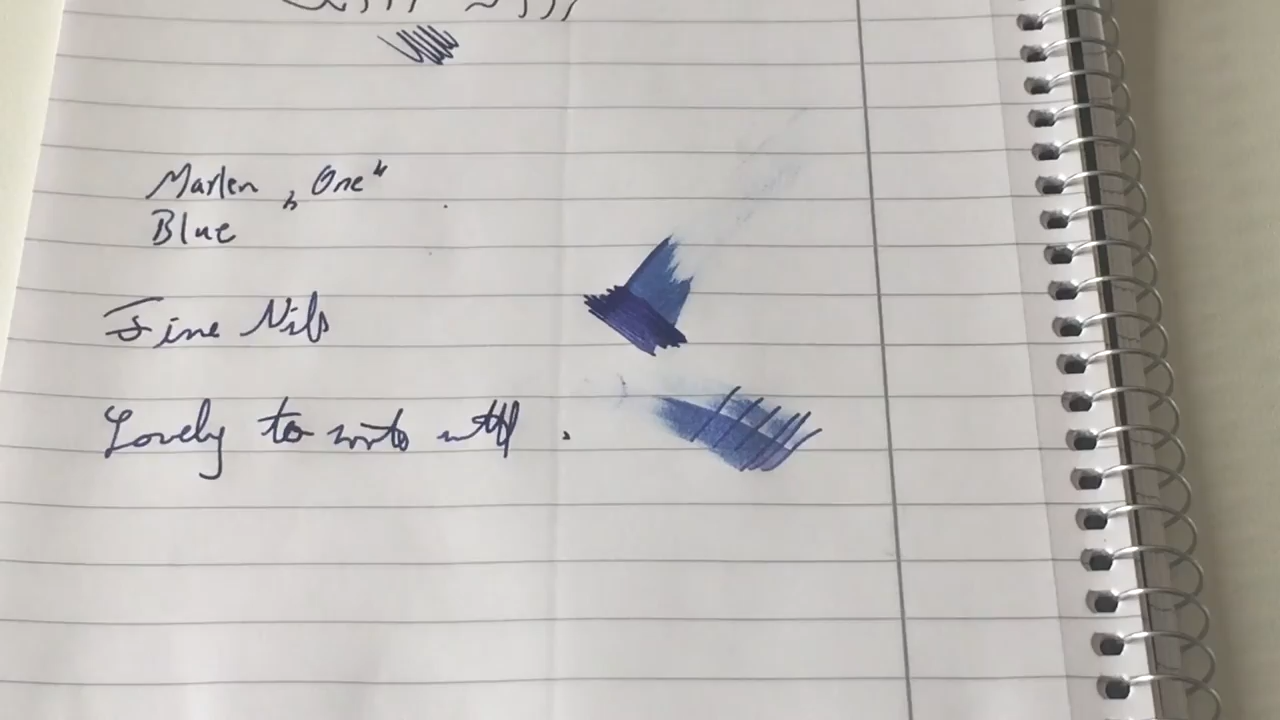 Marlen „One“
Blue
Fine Nib
Lovely to write with .